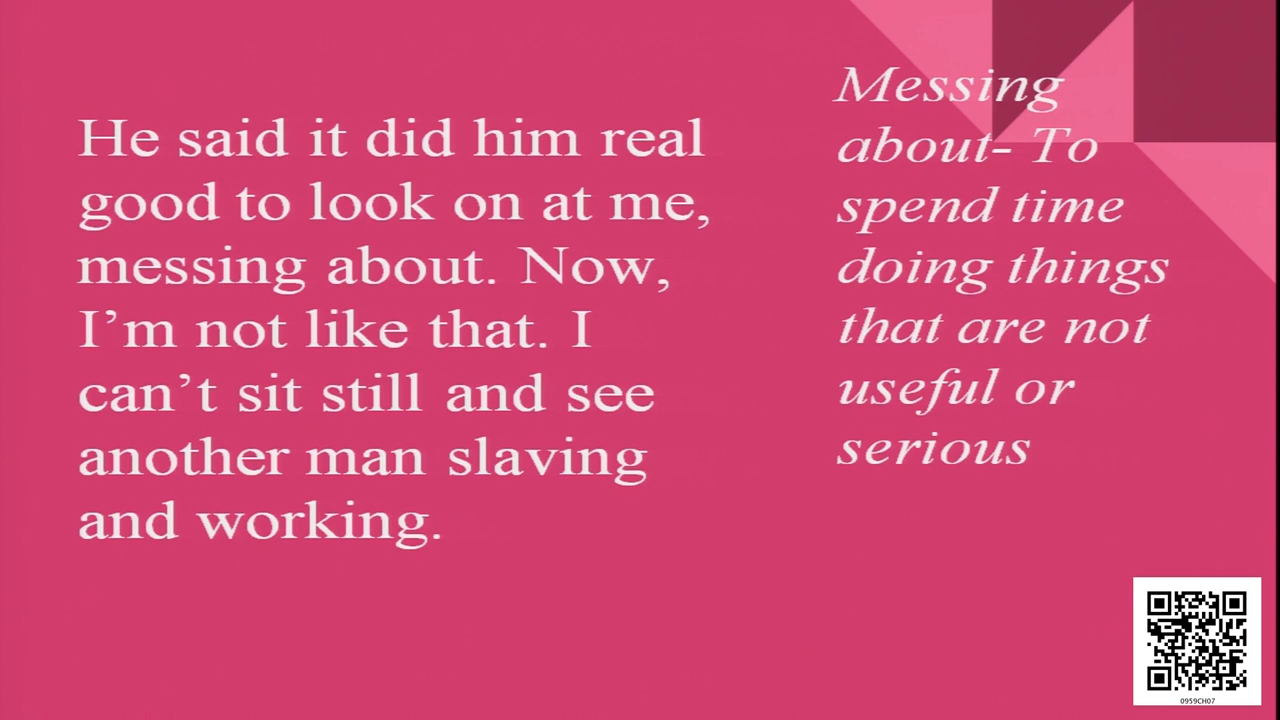 He said it did him real
good to look on at me,
messing about. Now,
I’m not like that. I
can’t sit still and see
another man slaving
and working.
Messing
about- To
spend time
doing things
that are not
useful or
serious
0959CH07